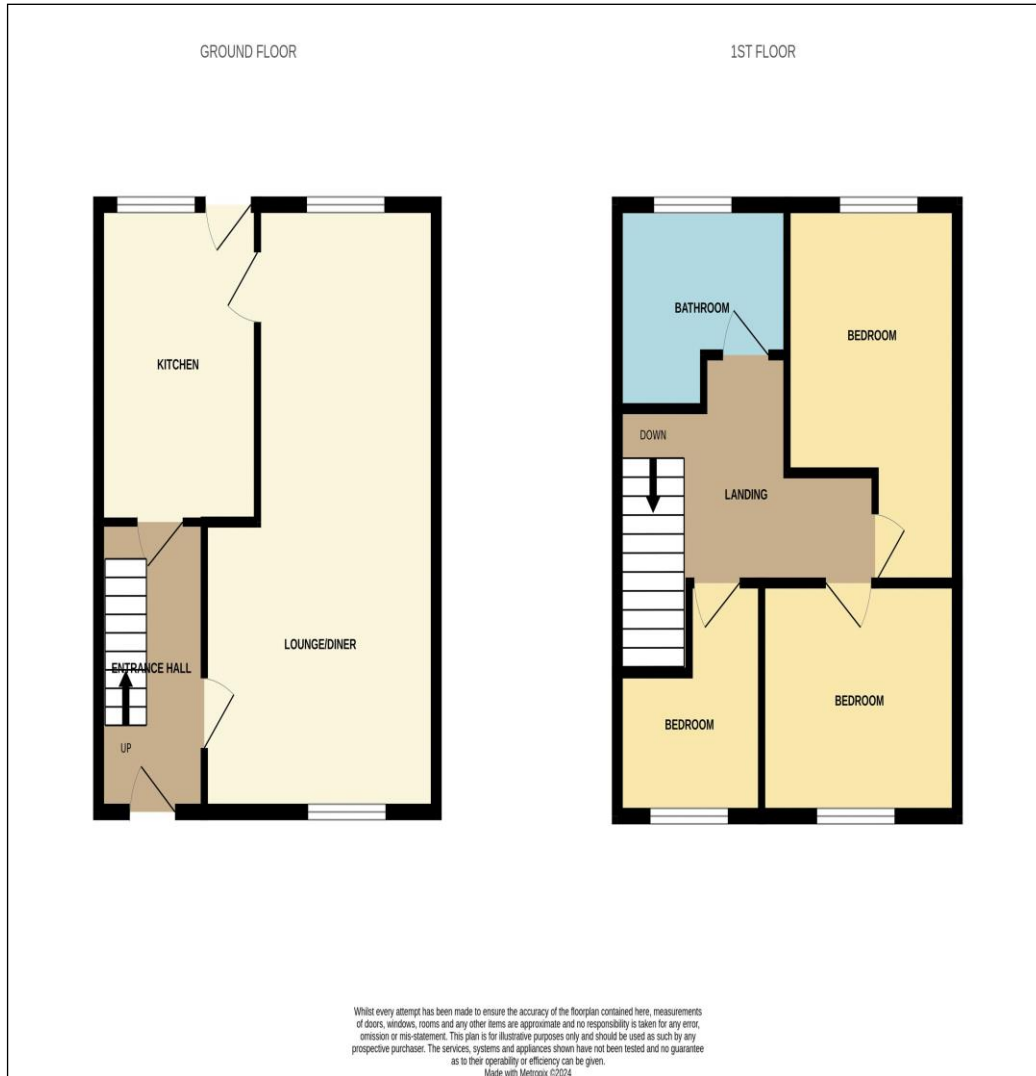 GROUND FLOOR
KITCHEN
LOUNGE/DINER
ENTRANCE HALL
UP
1ST FLOOR
BATHROOM
BEDROOM
DOWN
LANDING
BEDROOM
BEDROOM
Whilst every attempt has been made to ensure the accuracy of the floorplan contained here, measurements
of doors, windows, rooms and any other items are approximate and no responsibility is taken for any error,
omission or mis-statement. This plan is for illustrative purposes only and should be used as such by any
prospective purchaser. The services, systems and appliances shown have not been tested and no guarantee
as to their operability or efficiency can be given.
Made with Metropix ©2024